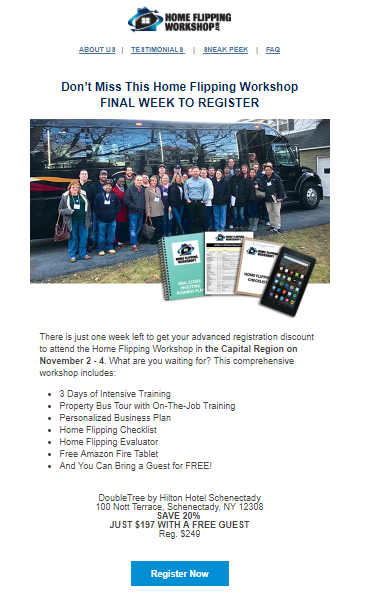 HOME FLIPPING
WORKSHOP.COM
ABOUT US | TESTIMONIALS | SNEAK PEEK | FAQ
Don't Miss This Home Flipping Workshop
FINAL WEEK TO REGISTER
HOME FLIPPING
WORKSHOP
REAL ESTATE
INVESTING
BUSINESS PLAN
HOME FLIPPING
CHECKLIST
There is just one week left to get your advanced registration discount
to attend the Home Flipping Workshop in the Capital Region on
November 2 - 4. What are you waiting for? This comprehensive
workshop includes:
• 3 Days of Intensive Training
• Property Bus Tour with On-The-Job Training
• Personalized Business Plan
• Home Flipping Checklist
• Home Flipping Evaluator
• Free Amazon Fire Tablet
• And You Can Bring a Guest for FREE!
DoubleTree by Hilton Hotel Schenectady
100 Nott Terrace, Schenectady, NY 12308
SAVE 20%
JUST $197 WITH A FREE GUEST
Reg. $249
Register Now